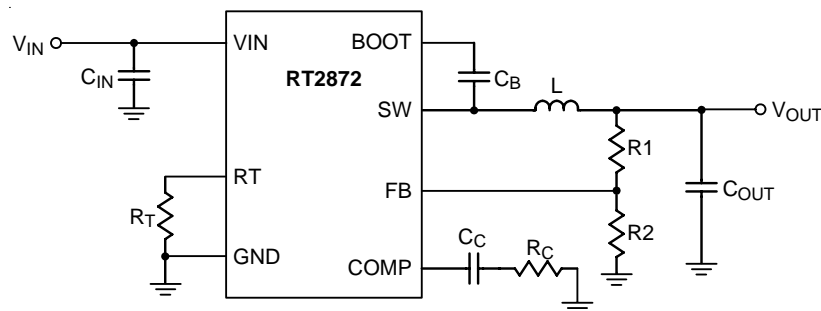 VIN
CIN
VIN
BOOT
RT2872
CB
SW
L
VOUT
R1
RT
FB
COUT
RT
R2
GND
CC
RC
COMP